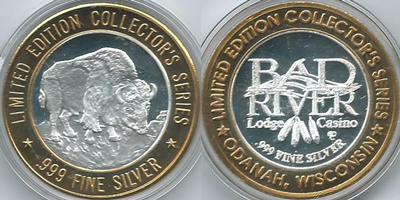 LIMITED EDITION COLLECTOR'S SERIES
.999 FINE SILVER
LIMITED EDITION COLLECTOR'S SERIES
BAD
RIVER
Lodge Casino
.999 FINE SILVER
ODANAH, WISCONSIN